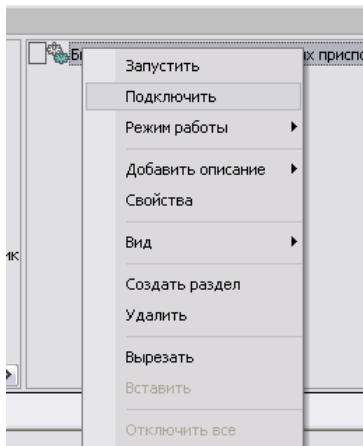 Запустить
Подключить
Режим работы
Добавить описание
Свойства
Вид
Создать раздел
Удалить
Вырезать
Вставить
Отключить все